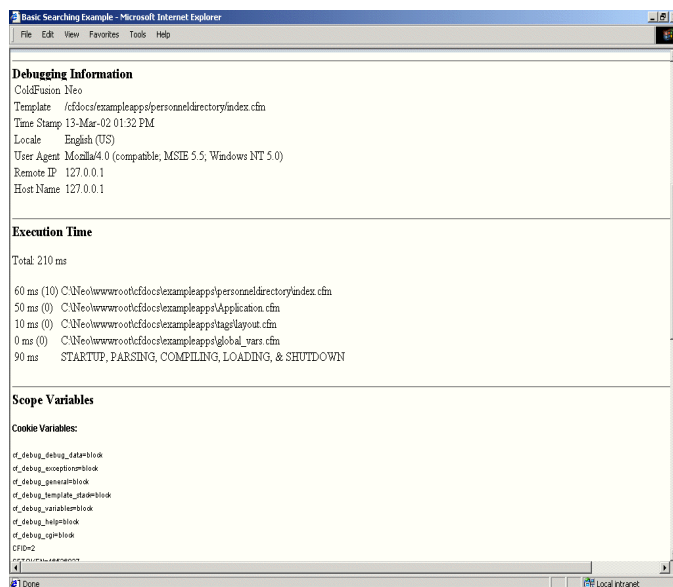 Basic Searching Example - Microsoft Internet Explorer
File Edit View Favorites Tools Help
Debugging Information
ColdFusion Neo
Template /cfdocs/exampleapps/personneldirectory/index.cfm
Time Stamp 13-Mar-02 01:32 PM
Locale English (US)
User Agent Mozilla/4.0 (compatible; MSIE 5.5; Windows NT 5.0)
Remote IP 127.0.0.1
Host Name 127.0.0.1
Execution Time
Total: 210 ms
60 ms (10) C:\Neo\wwwroot\cfdocs\exampleapps\personneldirectory\index.cfm
50 ms (0) C:\Neo\wwwroot\cfdocs\exampleapps\Application.cfm
10 ms (0) C:\Neo\wwwroot\cfdocs\exampleapps\tags\layout.cfm
0 ms (0) C:\Neo\wwwroot\cfdocs\exampleapps\global_vars.cfm
90 ms STARTUP, PARSING, COMPILING, LOADING, & SHUTDOWN
Scope Variables
Cookie Variables:
cf_debug_debug_data=block
cf_debug_exceptions=block
cf_debug_general=block
cf_debug_template_stack=block
cf_debug_variables=block
cf_debug_help=block
cf_debug_cgi=block
CFID=2
Done
Local intranet